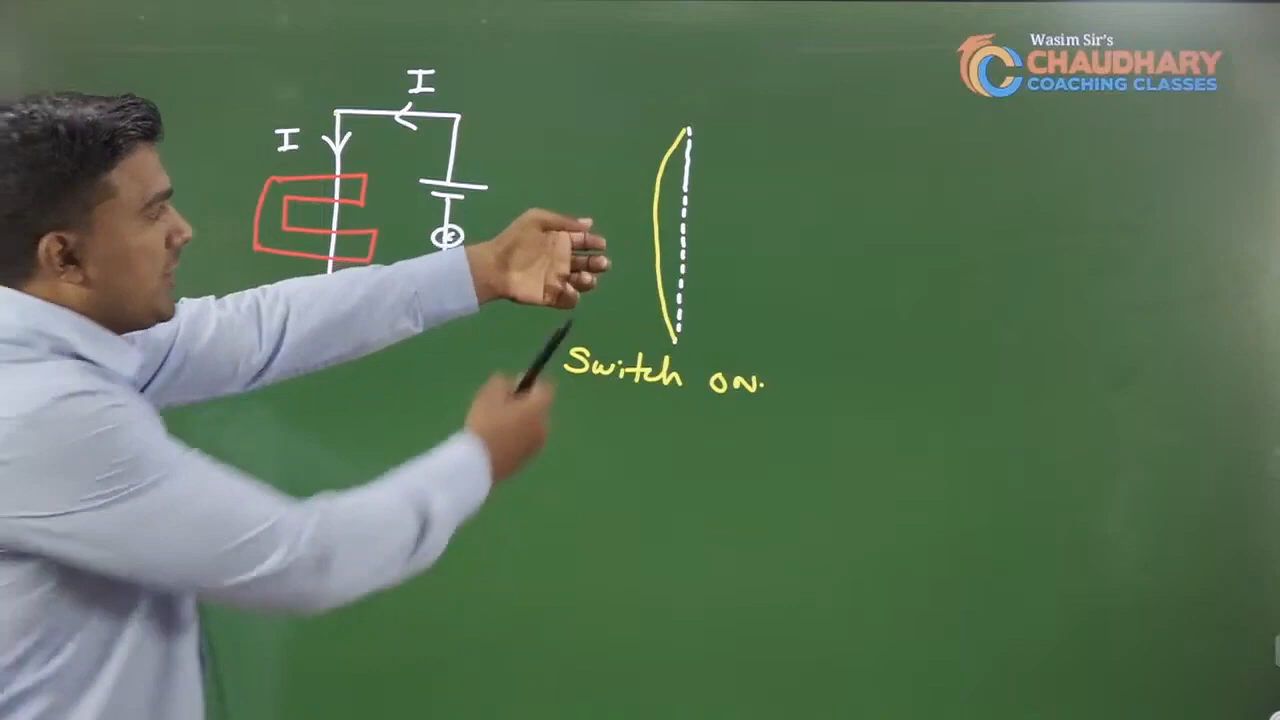 Wasim Sir's
CHAUDHARY
COACHING CLASSES
I
I
Switch ON.